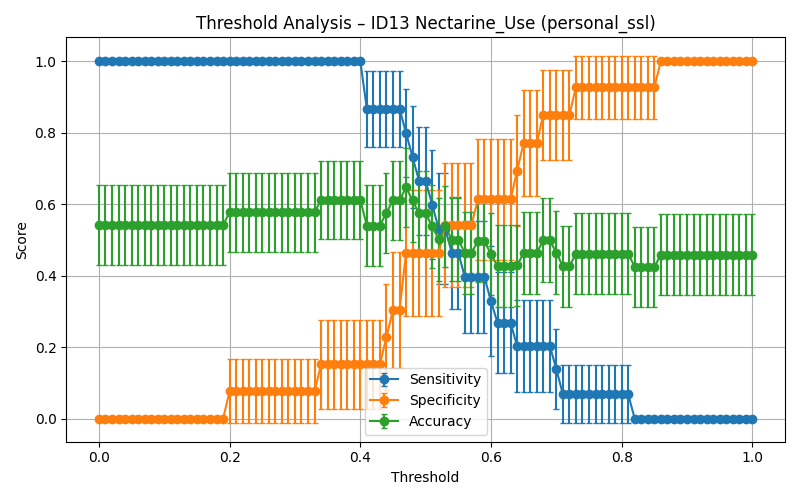 Threshold Analysis – ID13 Nectarine_Use (personal_ssl)
Score
1.0
0.8
0.6
0.4
0.2
0.0
Sensitivity
Specificity
Accuracy
0.0 0.2 0.4 0.6 0.8 1.0
Threshold